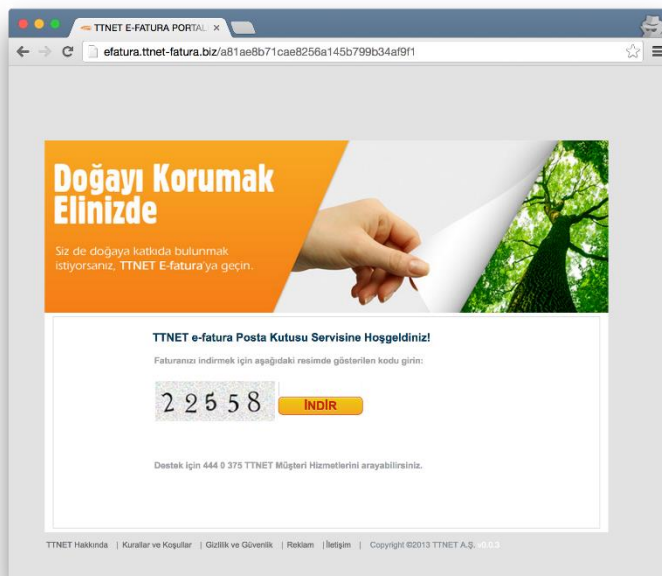 TTNET E-FATURA PORTAL
efatura.ttnet-fatura.biz/a81ae8b71cae8256a145b799b34af9f1
Doğayı Korumak
Elinizde
Siz de doğaya katkıda bulunmak
istiyorsanız, TTNET E-fatura'ya geçin.
TTNET e-fatura Posta Kutusu Servisine Hoşgeldiniz!
Faturanızı indirmek için aşağıdaki resimde gösterilen kodu girin:
22558 İNDİR
Destek için 444 0 375 TTNET Müşteri Hizmetlerini arayabilirsiniz.
TTNET Hakkında | Kurallar ve Koşullar | Gizlilik ve Güvenlik | Reklam | İletişim | Copyright ©2013 TTNET A.Ş. v0.0.3